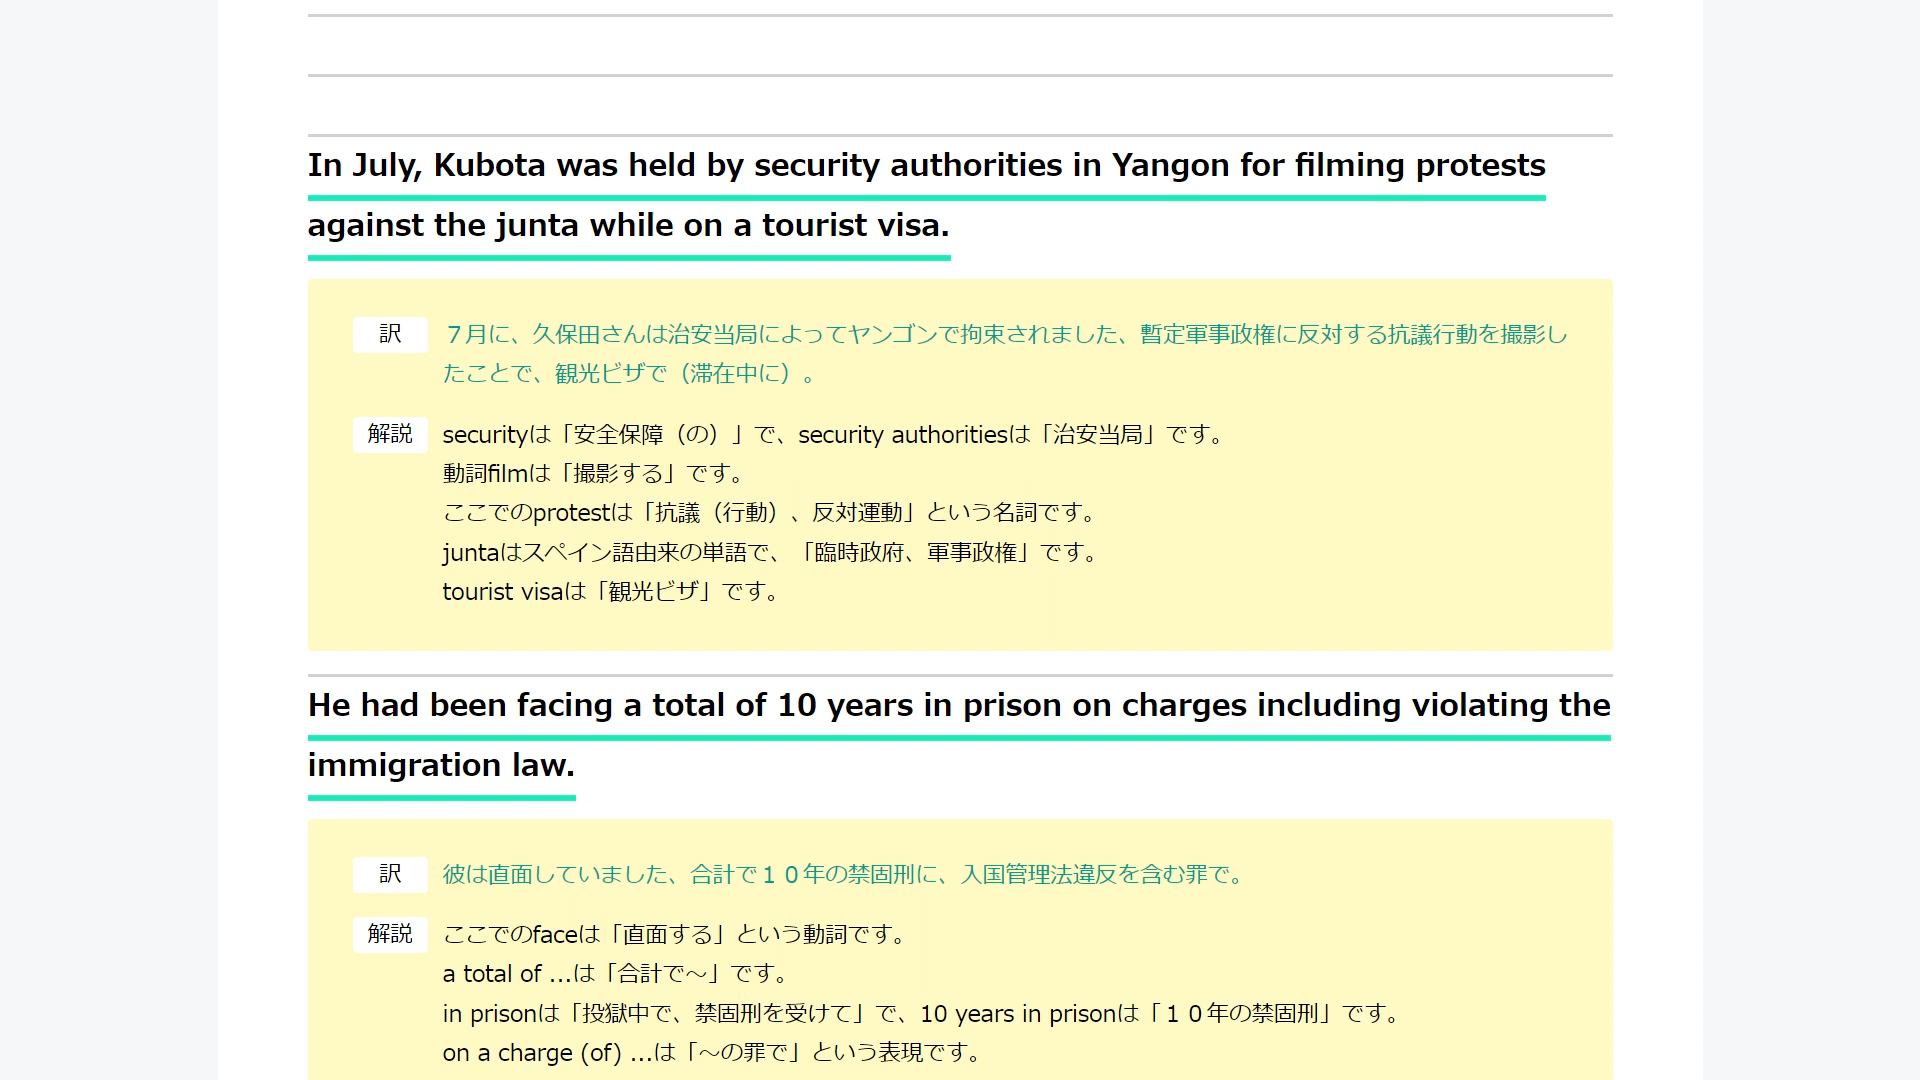 In July, Kubota was held by security authorities in Yangon for filming protests
against the junta while on a tourist visa.
訳
７月に、久保田さんは治安当局によってヤンゴンで拘束されました、暫定軍事政権に反対する抗議行動を撮影し
たことで、観光ビザで（滞在中に）。
解説
securityは「安全保障（の）」で、security authoritiesは「治安当局」です。
動詞filmは「撮影する」です。
ここでのprotestは「抗議（行動）、反対運動」という名詞です。
juntaはスペイン語由来の単語で、「臨時政府、軍事政権」です。
tourist visaは「観光ビザ」です。
He had been facing a total of 10 years in prison on charges including violating the
immigration law.
訳
彼は直面していました、合計で１０年の禁固刑に、入国管理法違反を含む罪で。
解説
ここでのfaceは「直面する」という動詞です。
a total of ...は「合計で～」です。
in prisonは「投獄中で、禁固刑を受けて」で、10 years in prisonは「１０年の禁固刑」です。
on a charge (of) ...は「～の罪で」という表現です。